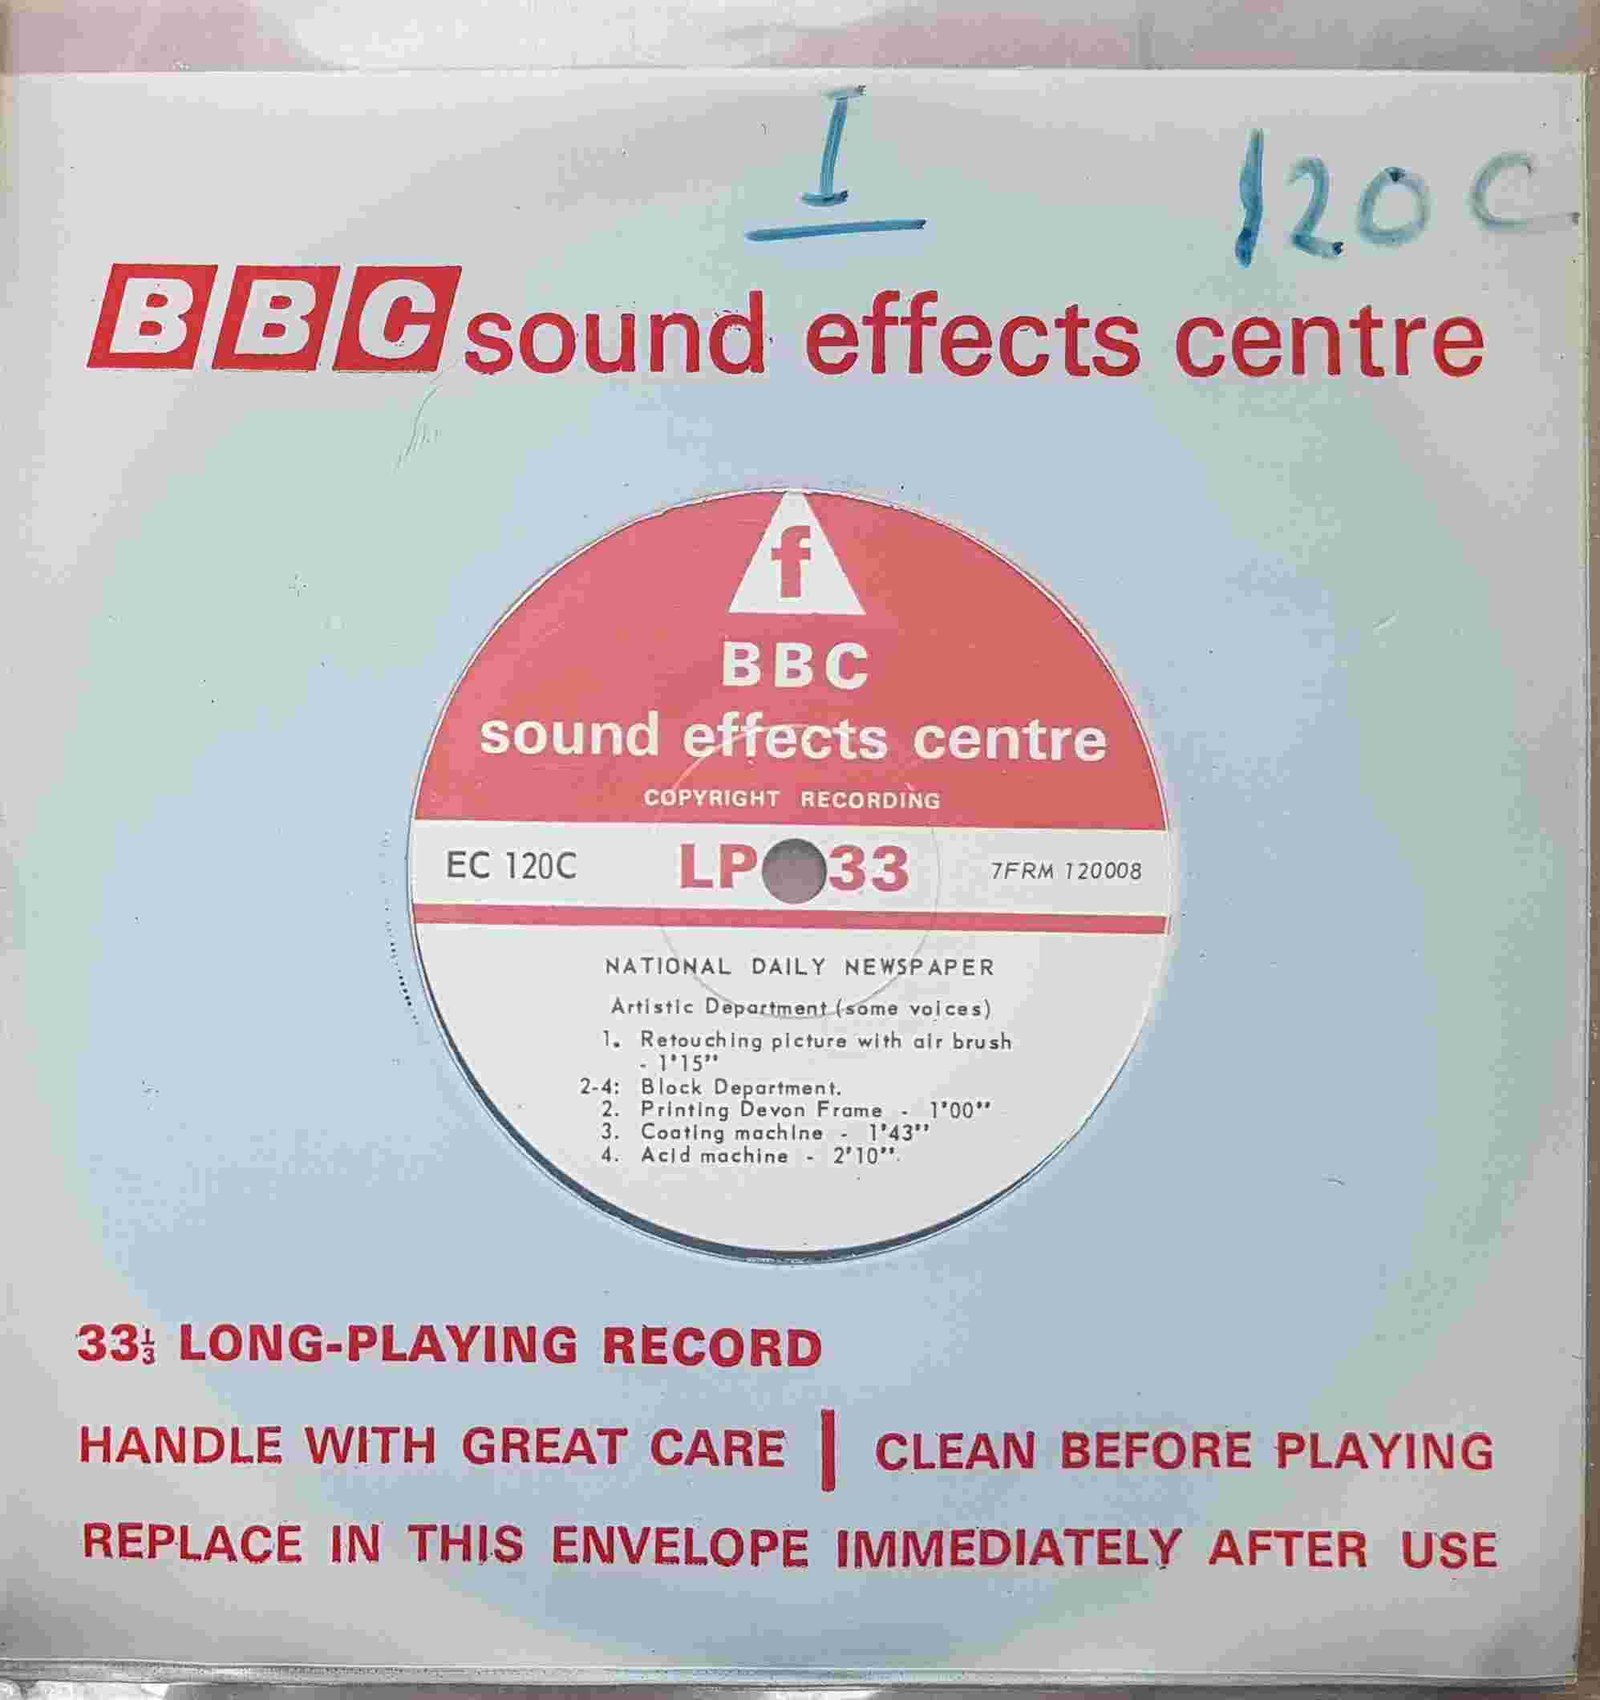 I
120C
BBC sound effects centre
f
BBC
sound effects centre
COPYRIGHT RECORDING
EC 120C LP 33 7FRM 120008
NATIONAL DAILY NEWSPAPER
Artistic Department (some voices)
1. Retouching picture with air brush
- 1'15"
2-4: Block Department.
2. Printing Devon Frame - 1'00"
3. Coating machine - 1'43"
4. Acid machine - 2'10".
33⅓ LONG-PLAYING RECORD
HANDLE WITH GREAT CARE | CLEAN BEFORE PLAYING
REPLACE IN THIS ENVELOPE IMMEDIATELY AFTER USE